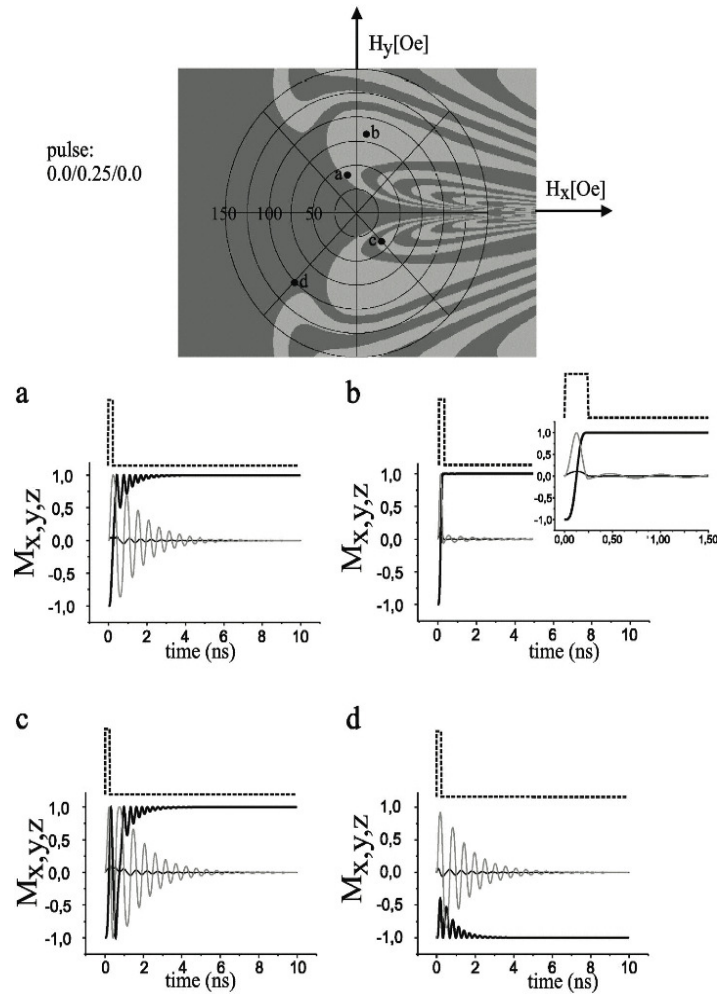 Hy[Oe]
pulse:
0.0/0.25/0.0
b
a
Hx[Oe]
150 100 50
c
d
a
1,0
0,5
0,0
-0,5
-1,0
Mx,y,z
0 2 4 6 8 10
time (ns)
b
1,0
0,5
0,0
-0,5
-1,0
Mx,y,z
0 2 4 6 8 10
time (ns)
1,0
0,5
0,0
-0,5
-1,0
0,00 0,50 1,00 1,50
c
1,0
0,5
0,0
-0,5
-1,0
Mx,y,z
0 2 4 6 8 10
time (ns)
d
1,0
0,5
0,0
-0,5
-1,0
Mx,y,z
0 2 4 6 8 10
time (ns)